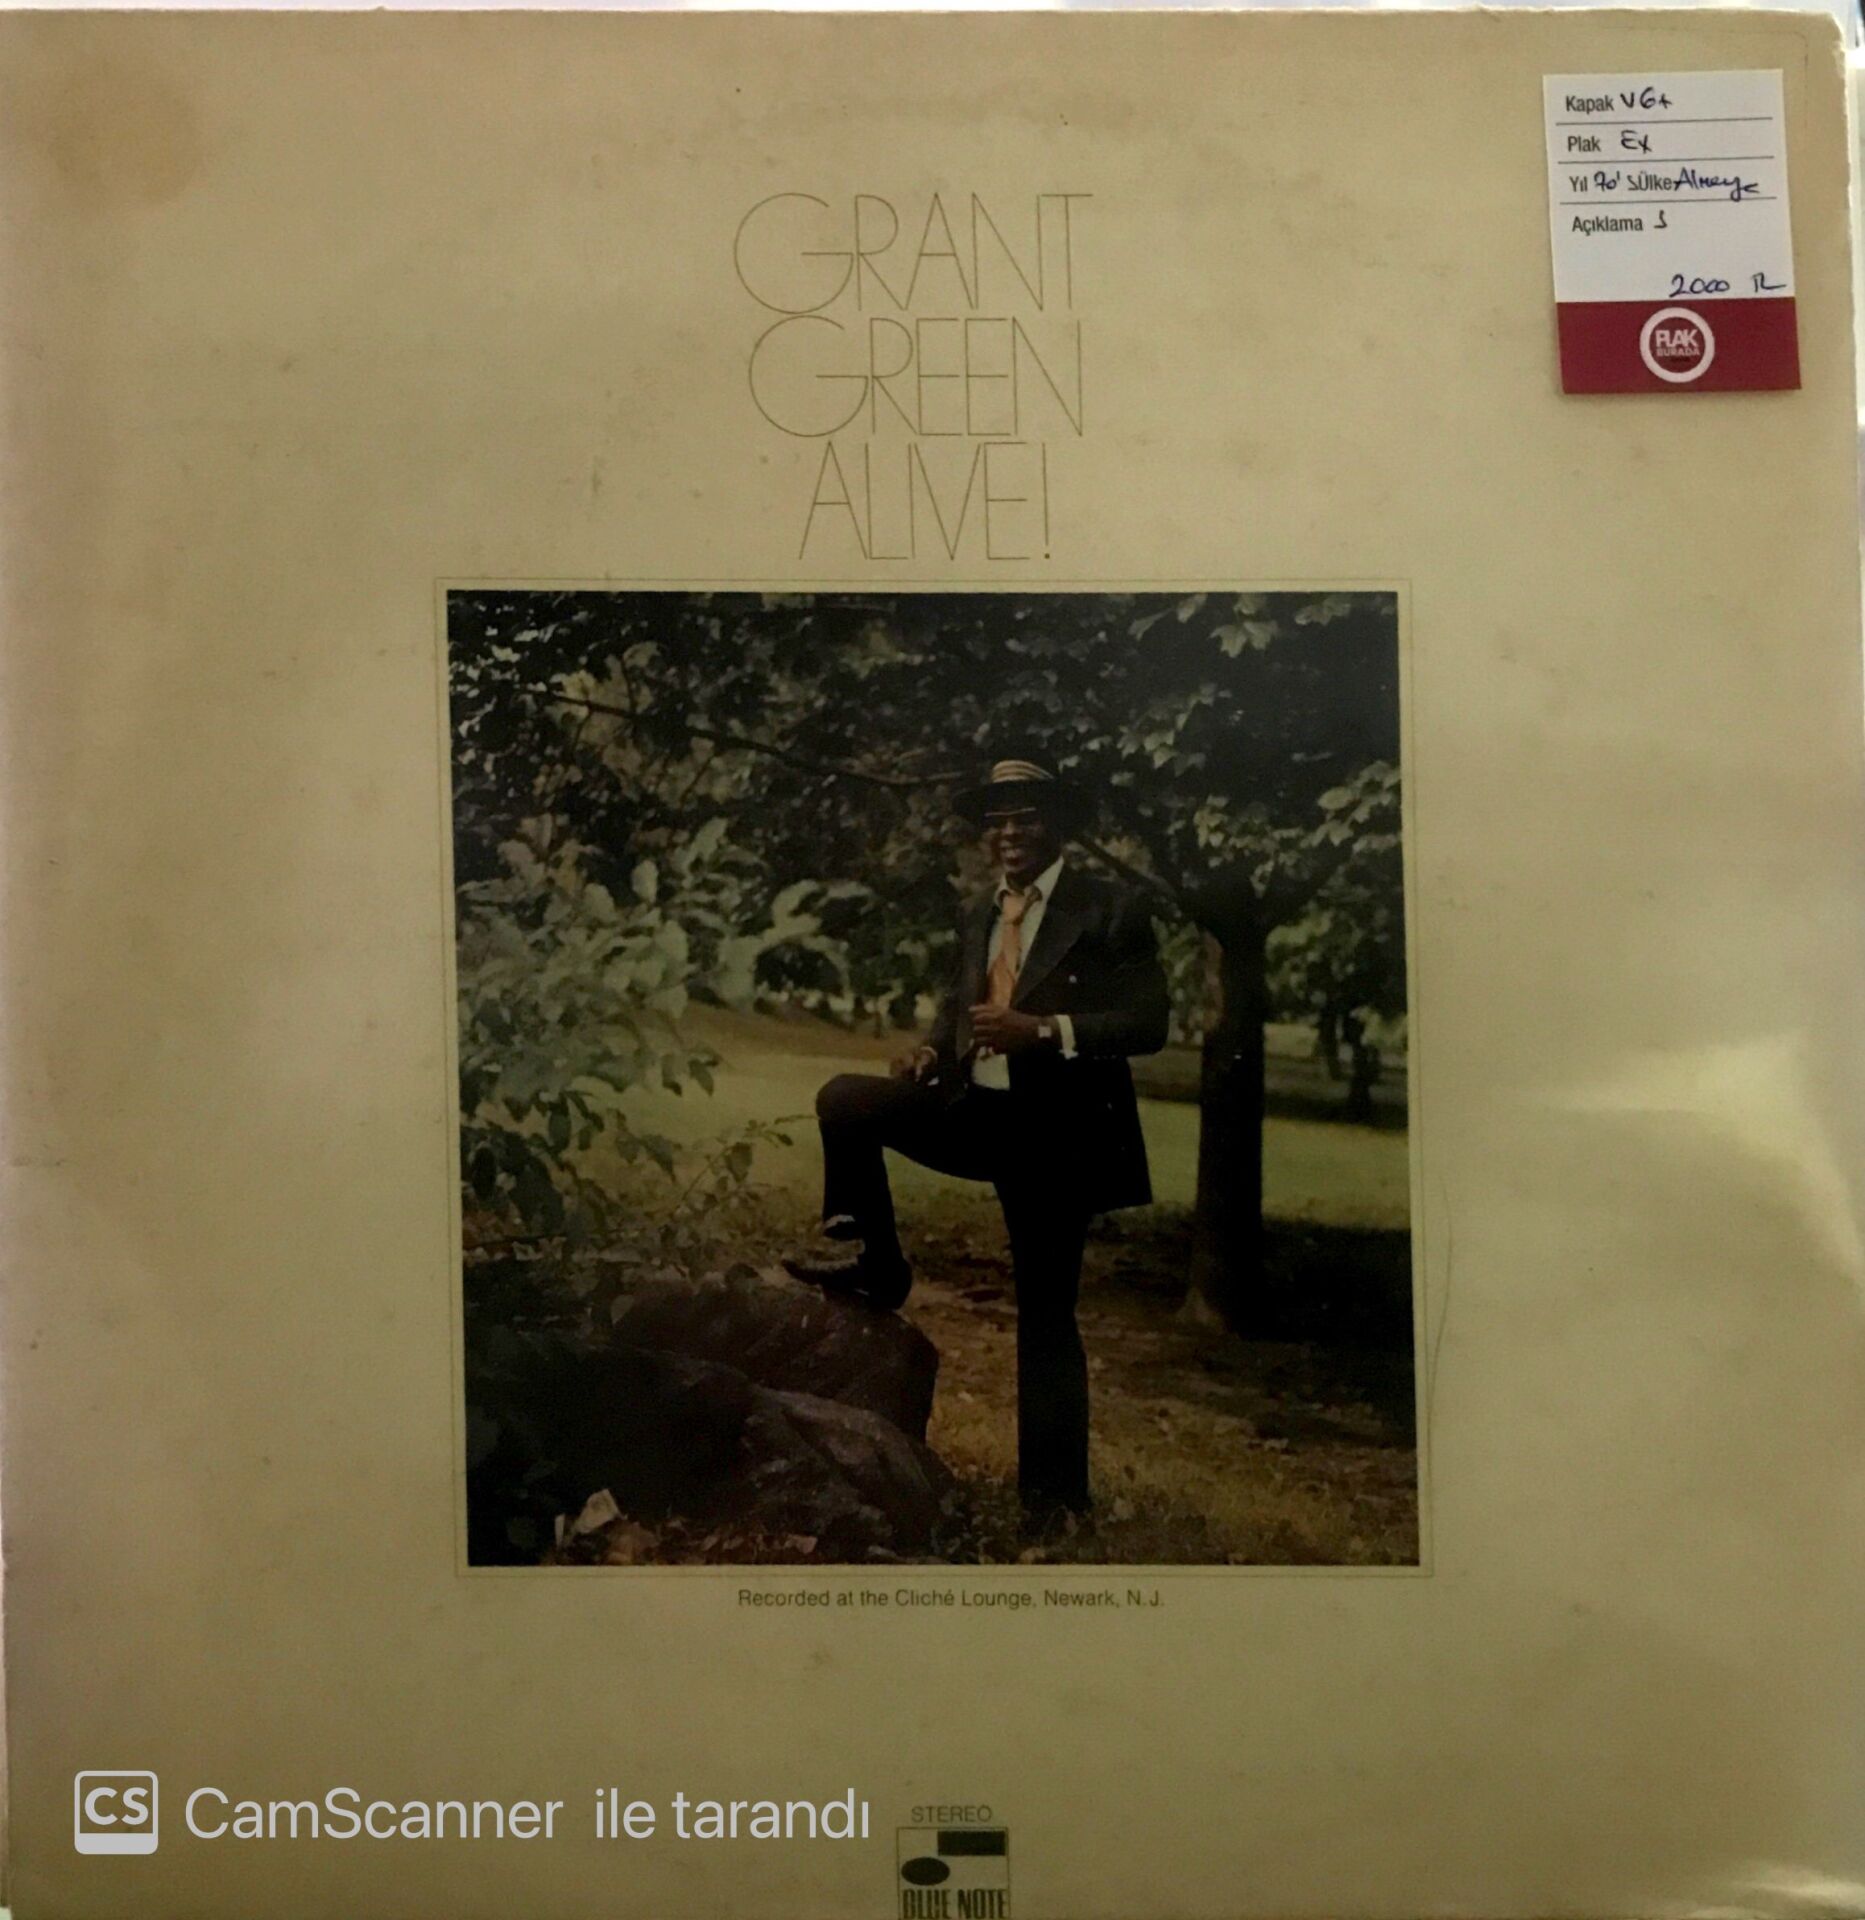 GRANT
GREEN
ALIVE!
Kapak VG+
Plak Ex
Yıl 70's Ülke Almanya
Açıklama
2000 TL
PLAK
BURADA
Recorded at the Cliché Lounge, Newark, N.J.
CS CamScanner ile tarandı
STEREO
BLUE NOTE